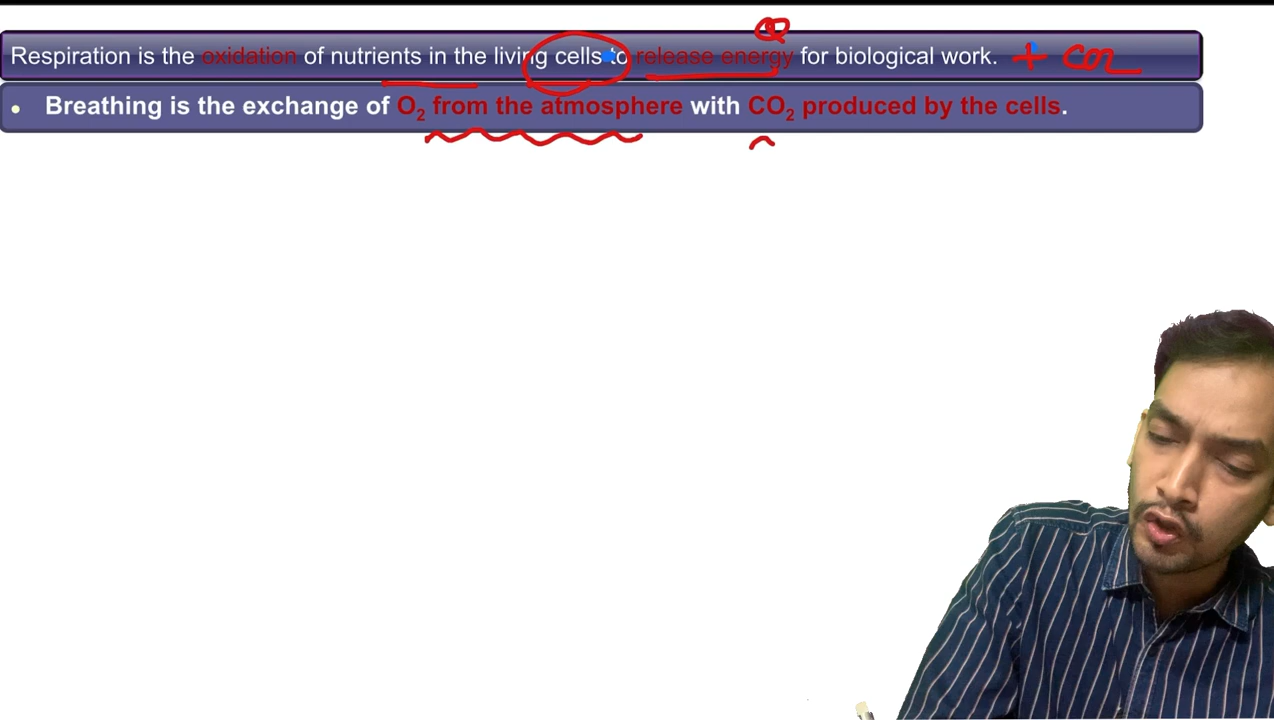 Respiration is the oxidation of nutrients in the living cells to release energy for biological work. + CO2
• Breathing is the exchange of O₂ from the atmosphere with CO₂ produced by the cells.